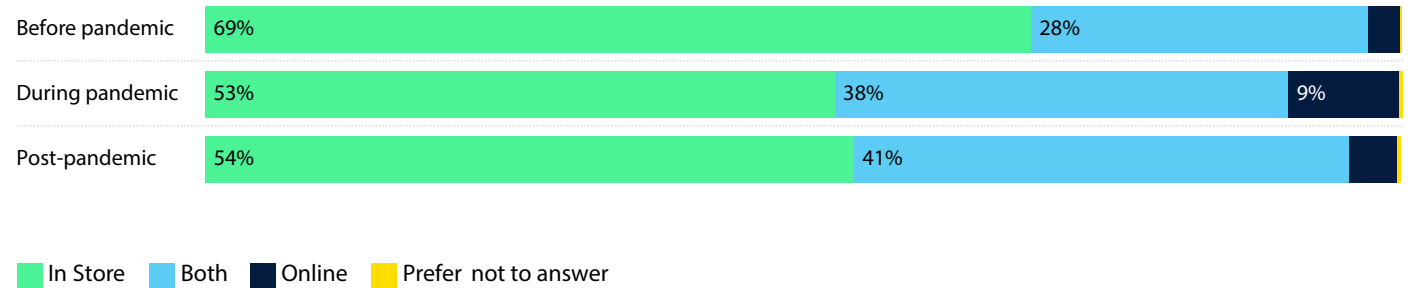 Before pandemic 69% 28%
During pandemic 53% 38% 9%
Post-pandemic 54% 41%
In Store Both Online Prefer not to answer